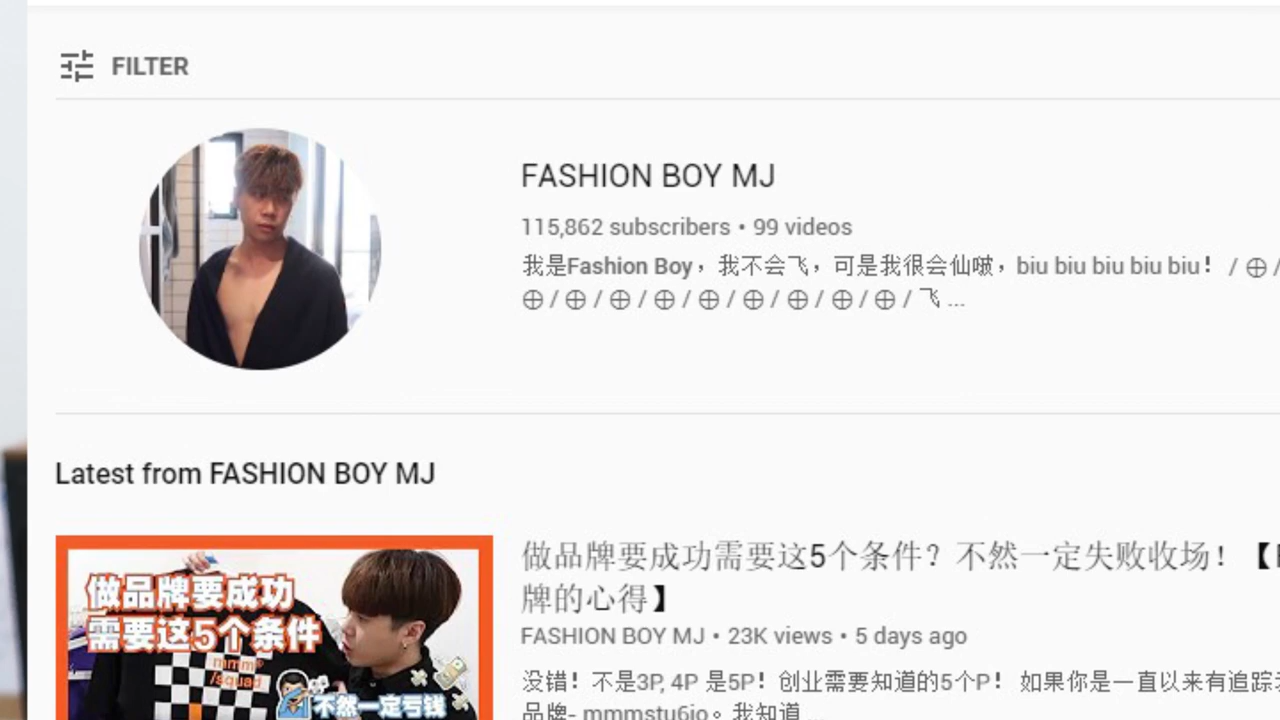 FILTER
FASHION BOY MJ
115,862 subscribers • 99 videos
我是Fashion Boy，我不会飞，可是我很会仙啵，biu biu biu biu biu！ / ⊕ /
⊕ / ⊕ / ⊕ / ⊕ / ⊕ / ⊕ / ⊕ / ⊕ / ⊕ / 飞 ...
Latest from FASHION BOY MJ
做品牌要成功需要这5个条件？不然一定失败收场！【
牌的心得】
FASHION BOY MJ • 23K views • 5 days ago
没错！不是3P, 4P 是5P！创业需要知道的5个P！ 如果你是一直以来有追踪
品牌- mmmstu6io。我知道 ...
做品牌要成功
需要这5个条件
mmm®
/squad
不然一定亏钱